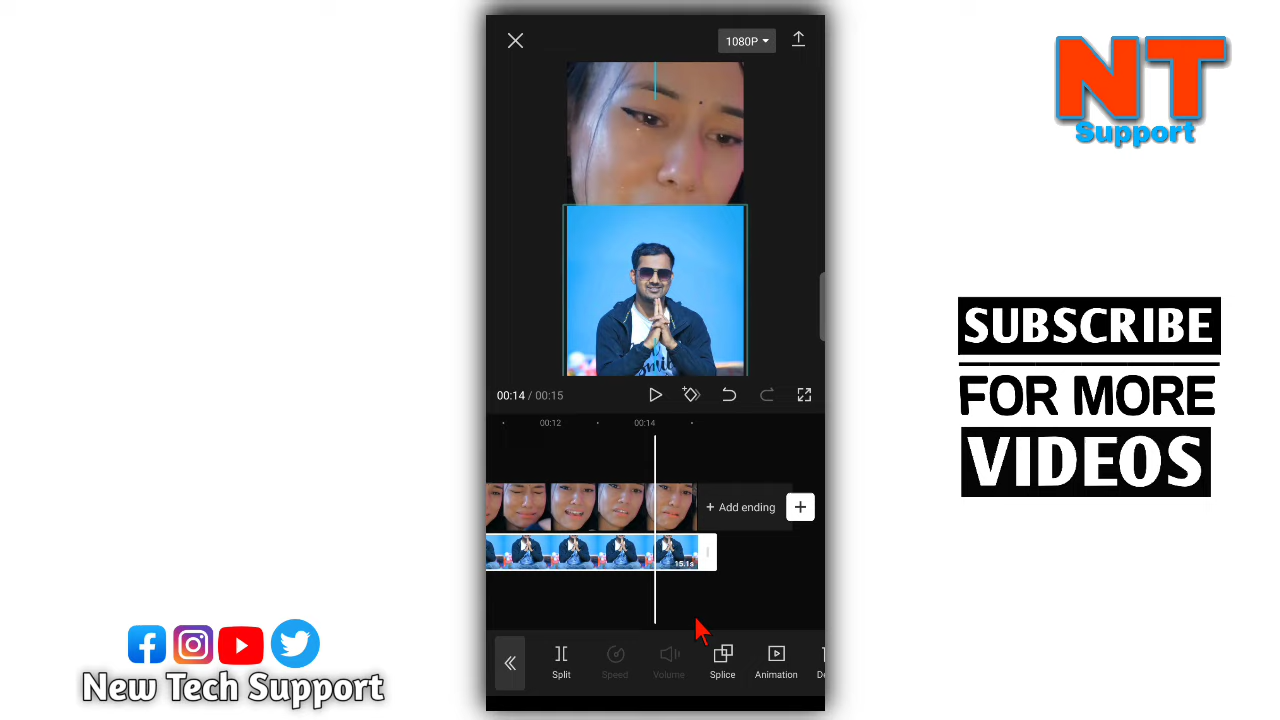 1080P
NT
Support
Smile
SUBSCRIBE
FOR MORE
VIDEOS
00:14 / 00:15
00:12
00:14
+ Add ending
15.1s
Split
Speed
Volume
Splice
Animation
New Tech Support